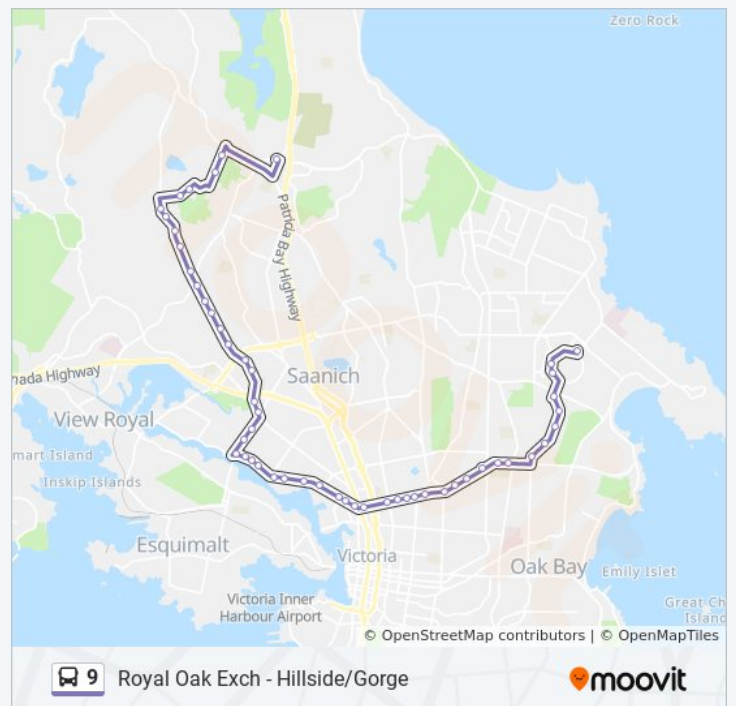 Zero Rock
Patricia Bay Highway
nada Highway
Saanich
View Royal
mart Island
Inskip Islands
Esquimalt
Victoria
Oak Bay
Emily Islet
Victoria Inner
Harbour Airport
Great Ch
Island
© OpenStreetMap contributors | © OpenMapTiles
9 Royal Oak Exch - Hillside/Gorge
moovit